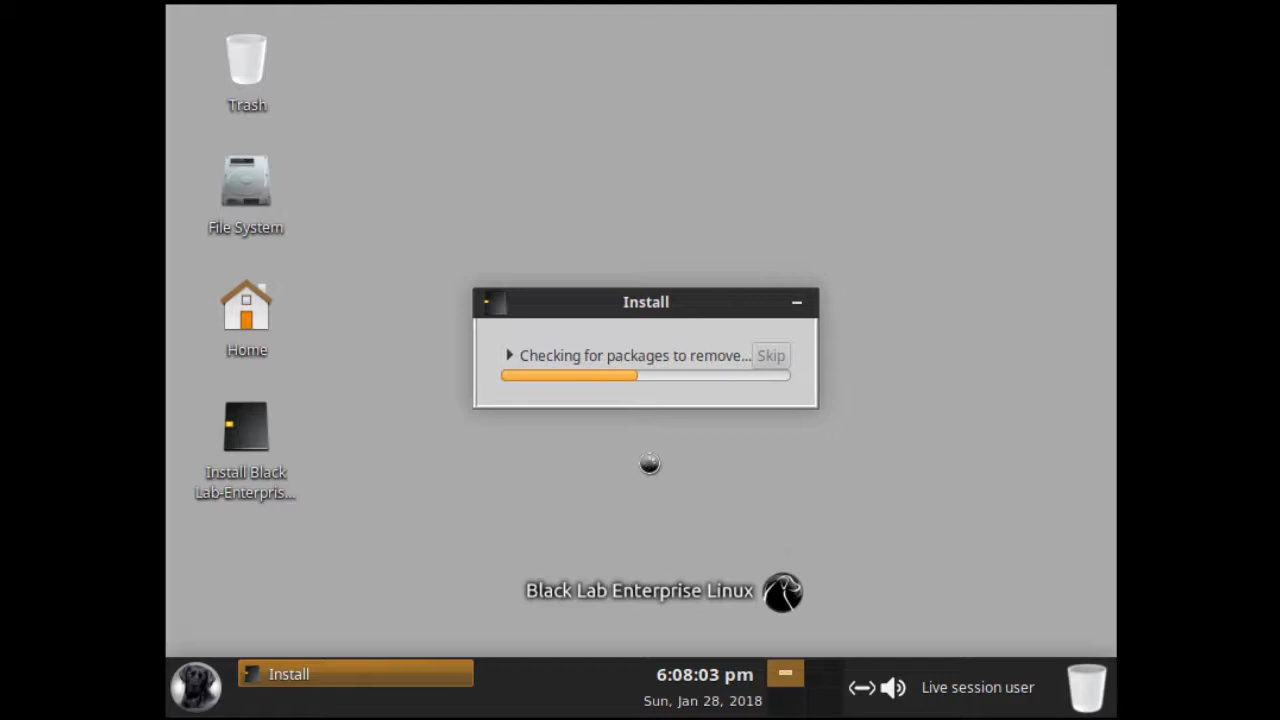 Trash
File System
Home
Install Black
Lab-Enterpris...
Install
Checking for packages to remove...
Skip
Black Lab Enterprise Linux
Install
6:08:03 pm
Sun, Jan 28, 2018
Live session user